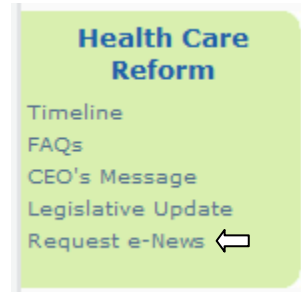 Health Care
Reform
Timeline
FAQs
CEO's Message
Legislative Update
Request e-News